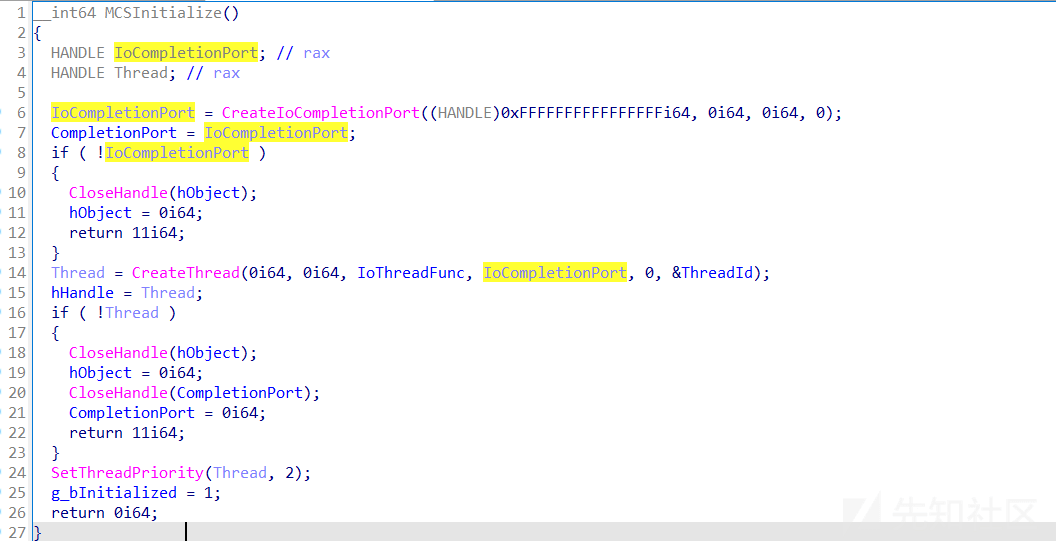 1 __int64 MCSInitialize()
2 {
3 HANDLE IoCompletionPort; // rax
4 HANDLE Thread; // rax
5
6 IoCompletionPort = CreateIoCompletionPort((HANDLE)0xFFFFFFFFFFFFFFFFi64, 0i64, 0i64, 0);
7 CompletionPort = IoCompletionPort;
8 if ( !IoCompletionPort )
9 {
10 CloseHandle(hObject);
11 hObject = 0i64;
12 return 11i64;
13 }
14 Thread = CreateThread(0i64, 0i64, IoThreadFunc, IoCompletionPort, 0, &ThreadId);
15 hHandle = Thread;
16 if ( !Thread )
17 {
18 CloseHandle(hObject);
19 hObject = 0i64;
20 CloseHandle(CompletionPort);
21 CompletionPort = 0i64;
22 return 11i64;
23 }
24 SetThreadPriority(Thread, 2);
25 g_bInitialized = 1;
26 return 0i64;
27 }
先知社区